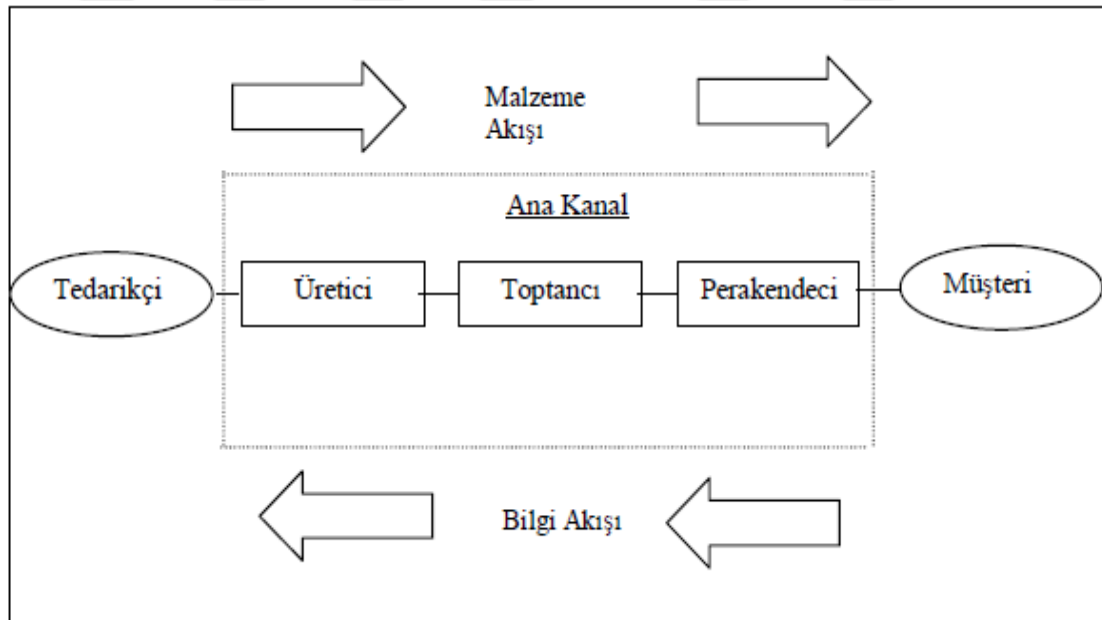 Malzeme
Akışı
Ana Kanal
Tedarikçi
Üretici
Toptancı
Perakendeci
Müşteri
Bilgi Akışı